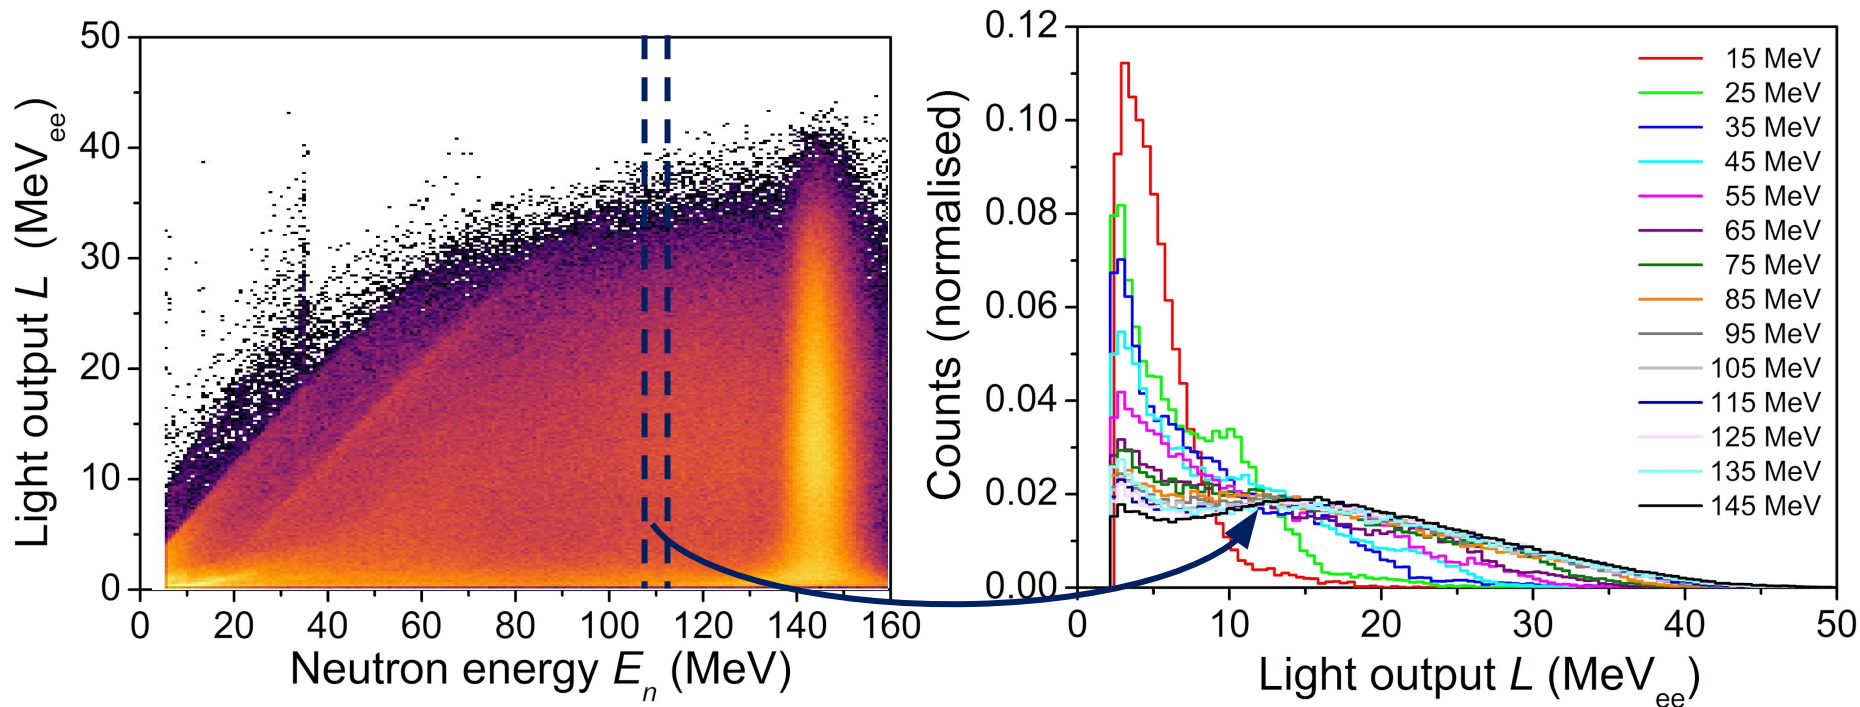 50
40
30
20
10
0
Light output L (MeVee)
0 20 40 60 80 100 120 140 160
Neutron energy En (MeV)
0.12
0.10
0.08
0.06
0.04
0.02
0.00
Counts (normalised)
15 MeV
25 MeV
35 MeV
45 MeV
55 MeV
65 MeV
75 MeV
85 MeV
95 MeV
105 MeV
115 MeV
125 MeV
135 MeV
145 MeV
0 10 20 30 40 50
Light output L (MeVee)